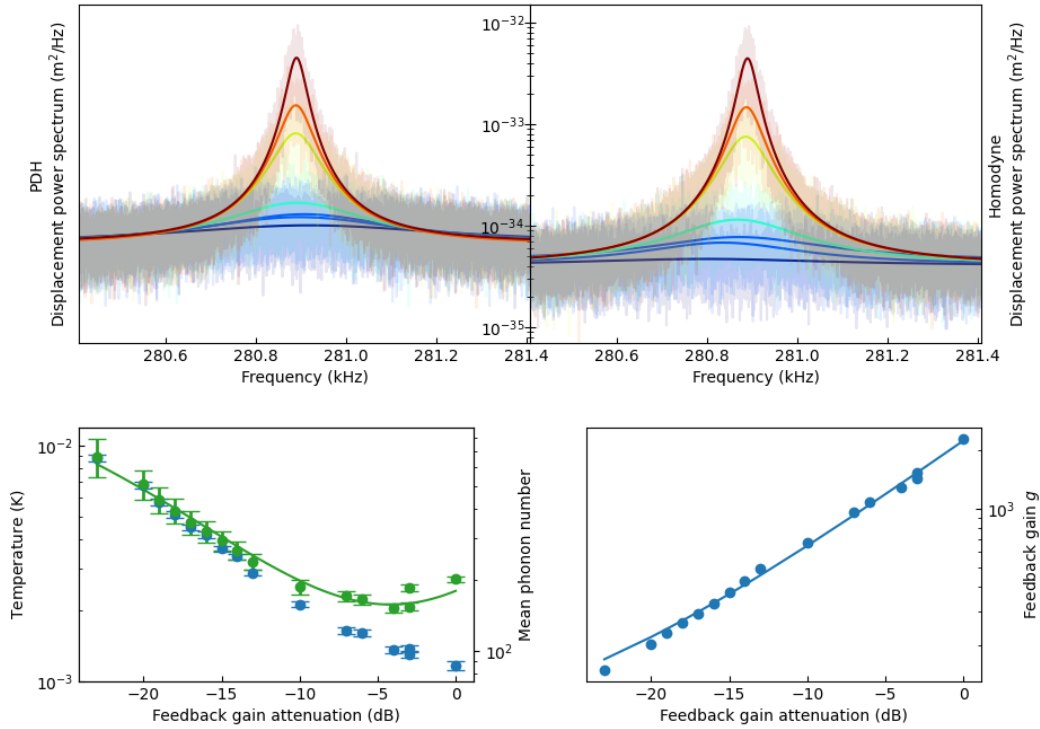 PDH
Displacement power spectrum (m²/Hz)
280.6
280.8
281.0
281.2
281.4
Frequency (kHz)
10⁻³²
10⁻³³
10⁻³⁴
10⁻³⁵
280.6
280.8
281.0
281.2
281.4
Frequency (kHz)
Homodyne
Displacement power spectrum (m²/Hz)
Temperature (K)
10⁻²
10⁻³
−20
−15
−10
−5
0
Feedback gain attenuation (dB)
10²
Mean phonon number
−20
−15
−10
−5
0
Feedback gain attenuation (dB)
10³
Feedback gain g